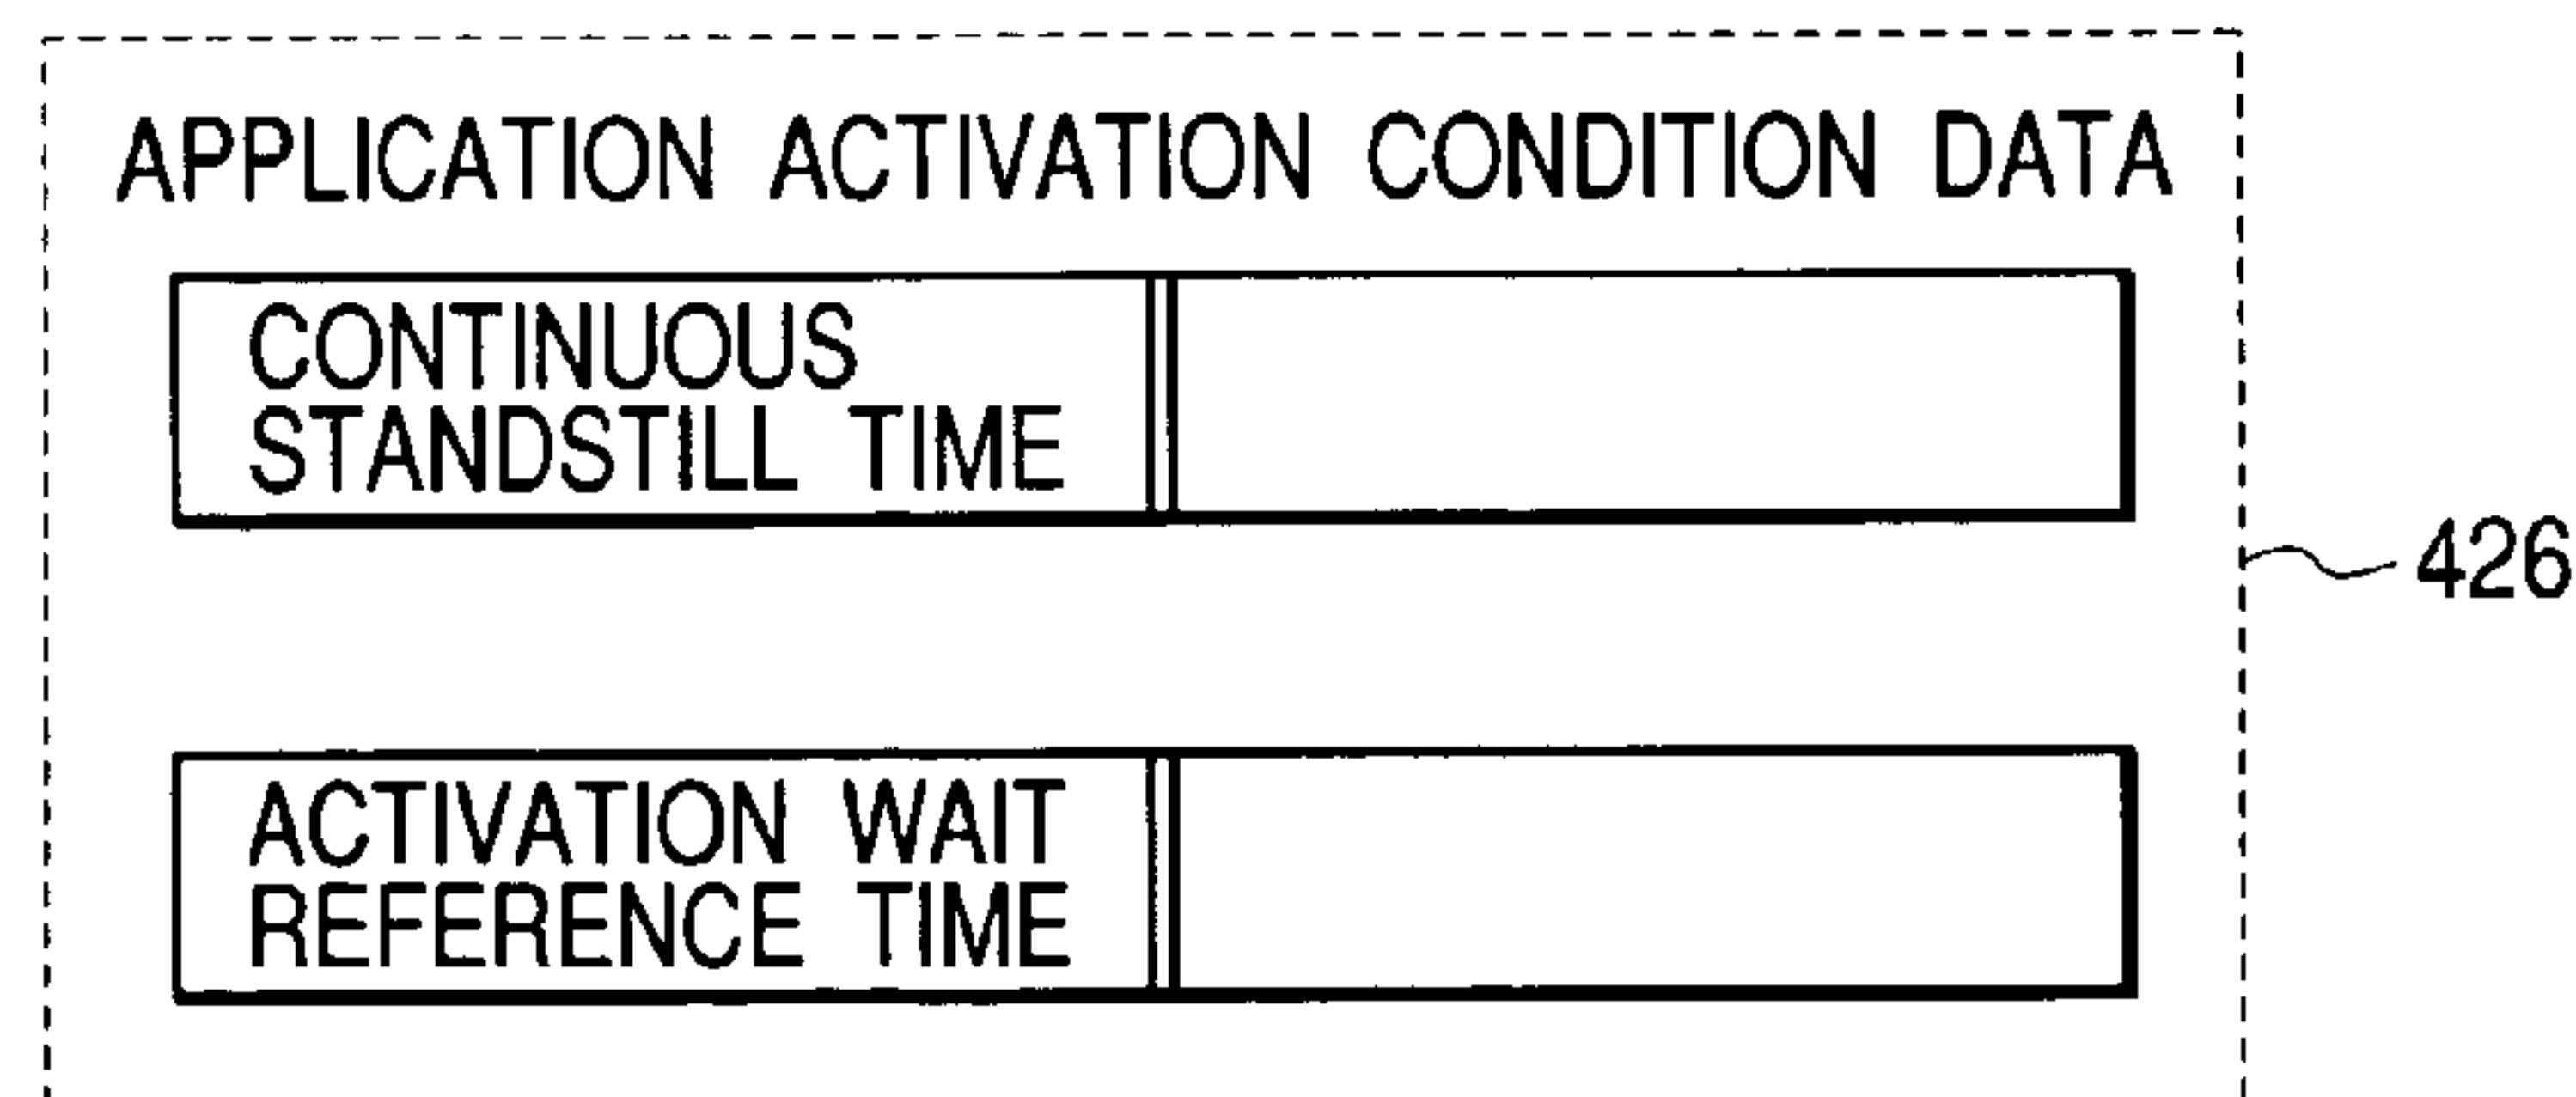 APPLICATION ACTIVATION CONDITION DATA
CONTINUOUS
STANDSTILL TIME
426
ACTIVATION WAIT
REFERENCE TIME